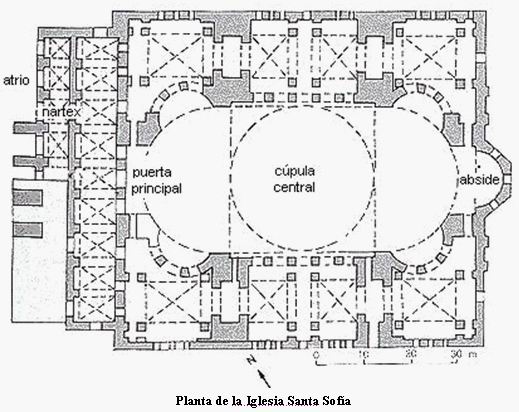 atrio
nartex
puerta
principal
cúpula
central
abside
N
0 10 20 30 m
Planta de la Iglesia Santa Sofía